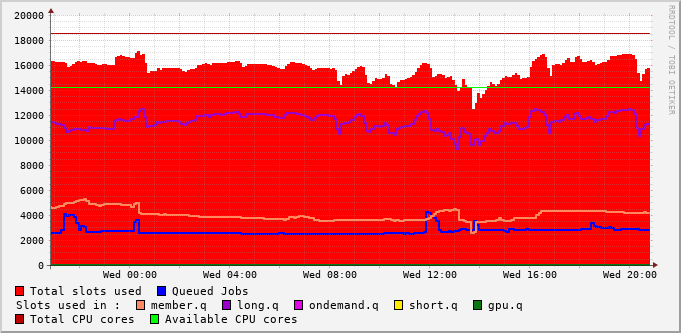 20000
18000
16000
14000
12000
10000
8000
6000
4000
2000
0
Wed 00:00 Wed 04:00 Wed 08:00 Wed 12:00 Wed 16:00 Wed 20:00
Total slots used Queued Jobs
Slots used in : member.q long.q ondemand.q short.q gpu.q
Total CPU cores Available CPU cores
RRDTOOL / TOBI OETIKER